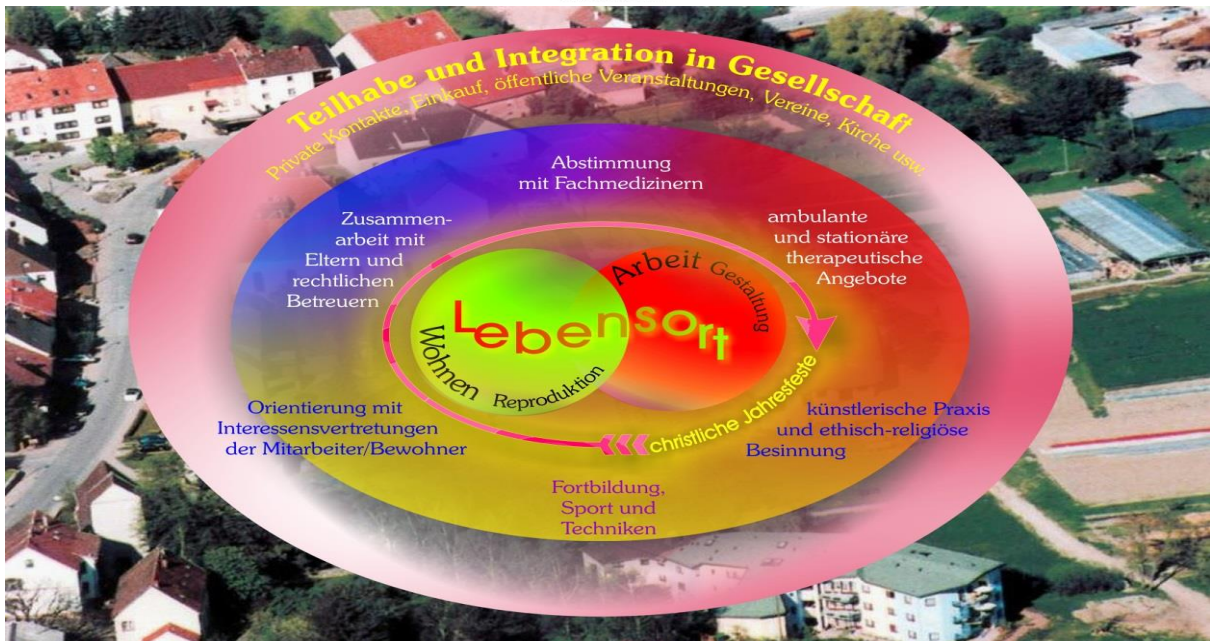 Teilhabe und Integration in Gesellschaft
Private Kontakte, Einkauf, öffentliche Veranstaltungen, Vereine, Kirche usw.
Abstimmung
mit Fachmedizinern
Zusammen-
arbeit mit
Eltern und
rechtlichen
Betreuern
ambulante
und stationäre
therapeutische
Angebote
Arbeit Gestaltung
Lebensort
Wohnen Reproduktion
christliche Jahresfeste
Orientierung mit
Interessensvertretungen
der Mitarbeiter/Bewohner
künstlerische Praxis
und ethisch-religiöse
Besinnung
Fortbildung,
Sport und
Techniken